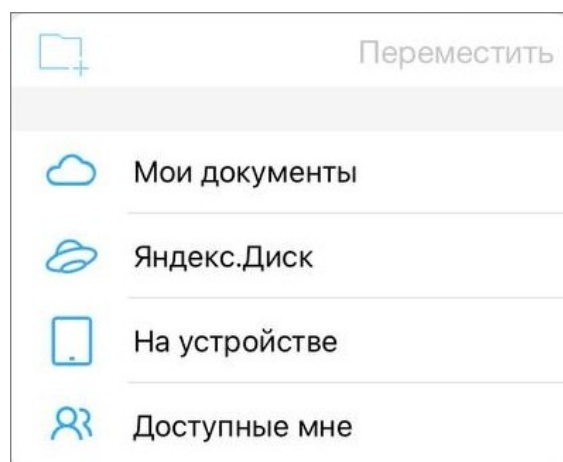 Переместить
Мои документы
Яндекс.Диск
На устройстве
Доступные мне